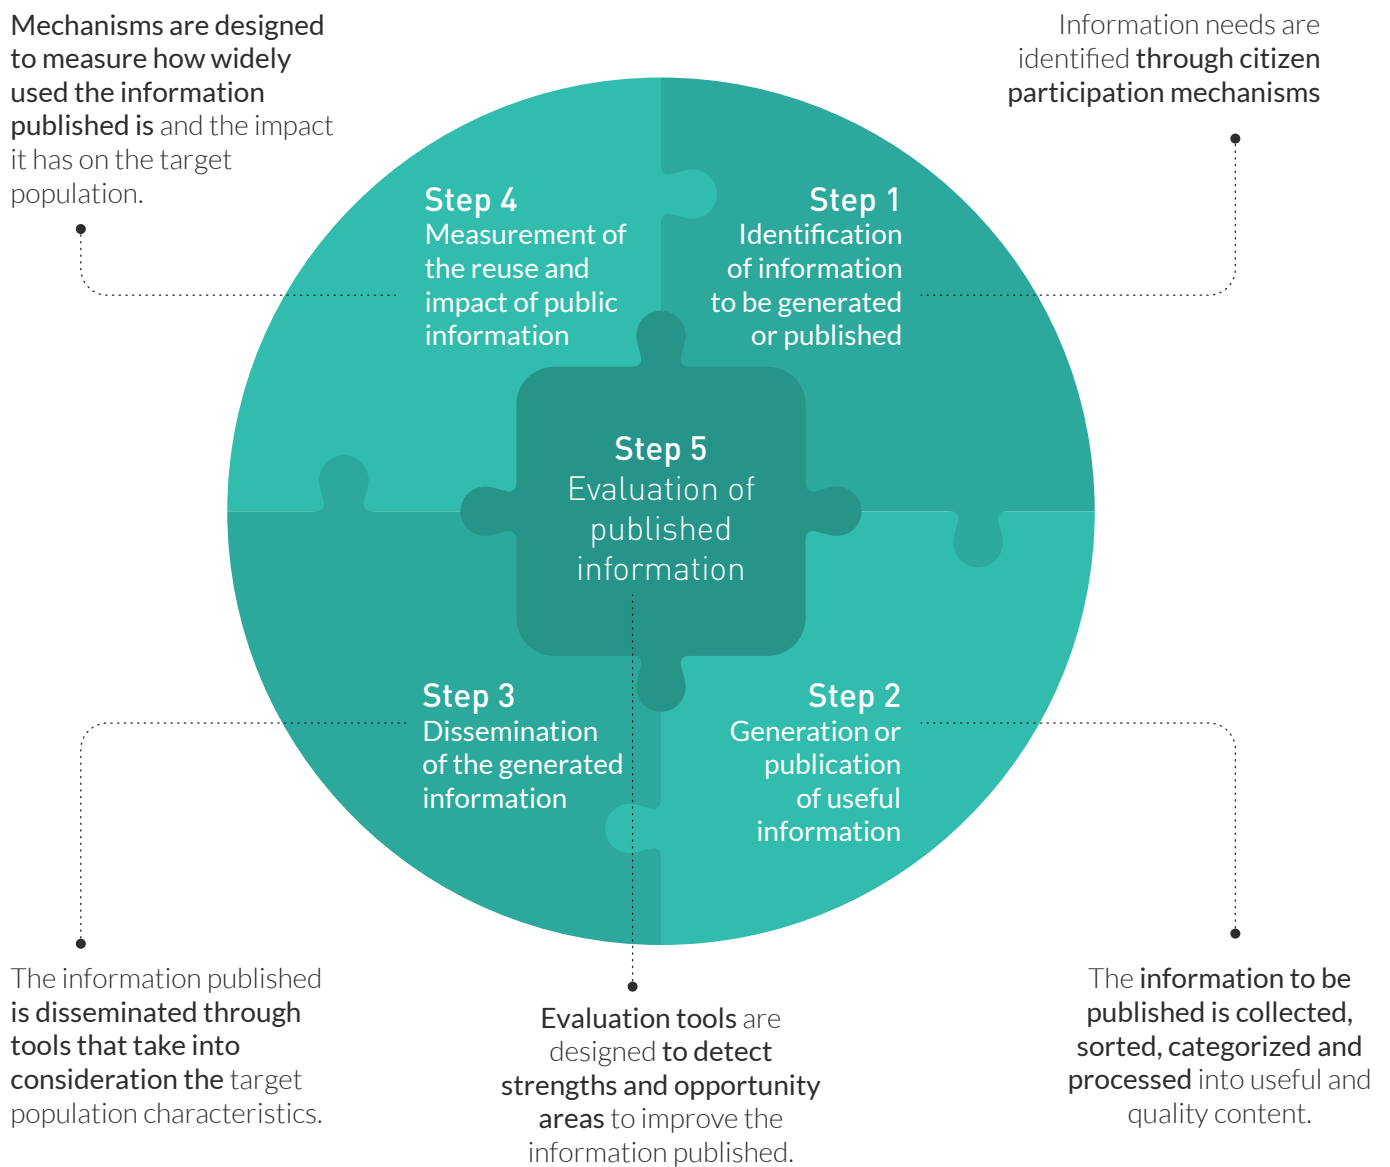 Mechanisms are designed
to measure how widely
used the information
published is and the impact
it has on the target
population.
Information needs are
identified through citizen
participation mechanisms
Step 4
Measurement of
the reuse and
impact of public
information
Step 1
Identification
of information
to be generated
or published
Step 5
Evaluation of
published
information
Step 3
Dissemination
of the generated
information
Step 2
Generation or
publication
of useful
information
The information published
is disseminated through
tools that take into
consideration the target
population characteristics.
Evaluation tools are
designed to detect
strengths and opportunity
areas to improve the
information published.
The information to be
published is collected,
sorted, categorized and
processed into useful and
quality content.